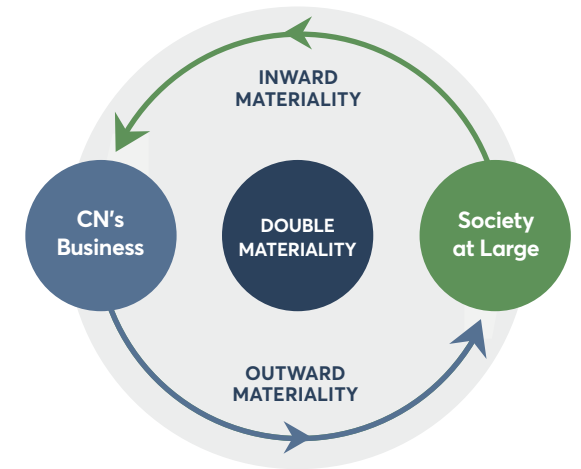 INWARD
MATERIALITY
CN's
Business
DOUBLE
MATERIALITY
Society
at Large
OUTWARD
MATERIALITY